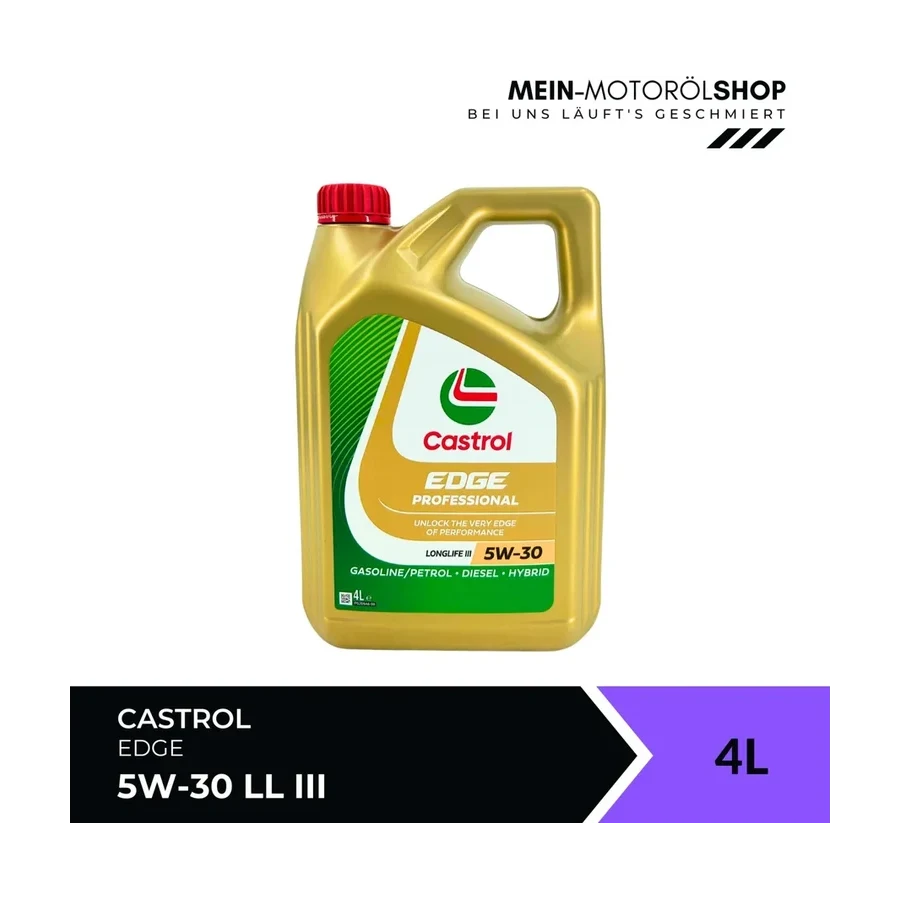 MEIN-MOTORÖLSHOP
BEI UNS LÄUFT'S GESCHMIERT
Castrol
EDGE
PROFESSIONAL
UNLOCK THE VERY EDGE
OF PERFORMANCE
LONGLIFE III 5W-30
GASOLINE/PETROL • DIESEL • HYBRID
4L e
CASTROL
EDGE
5W-30 LL III
4L